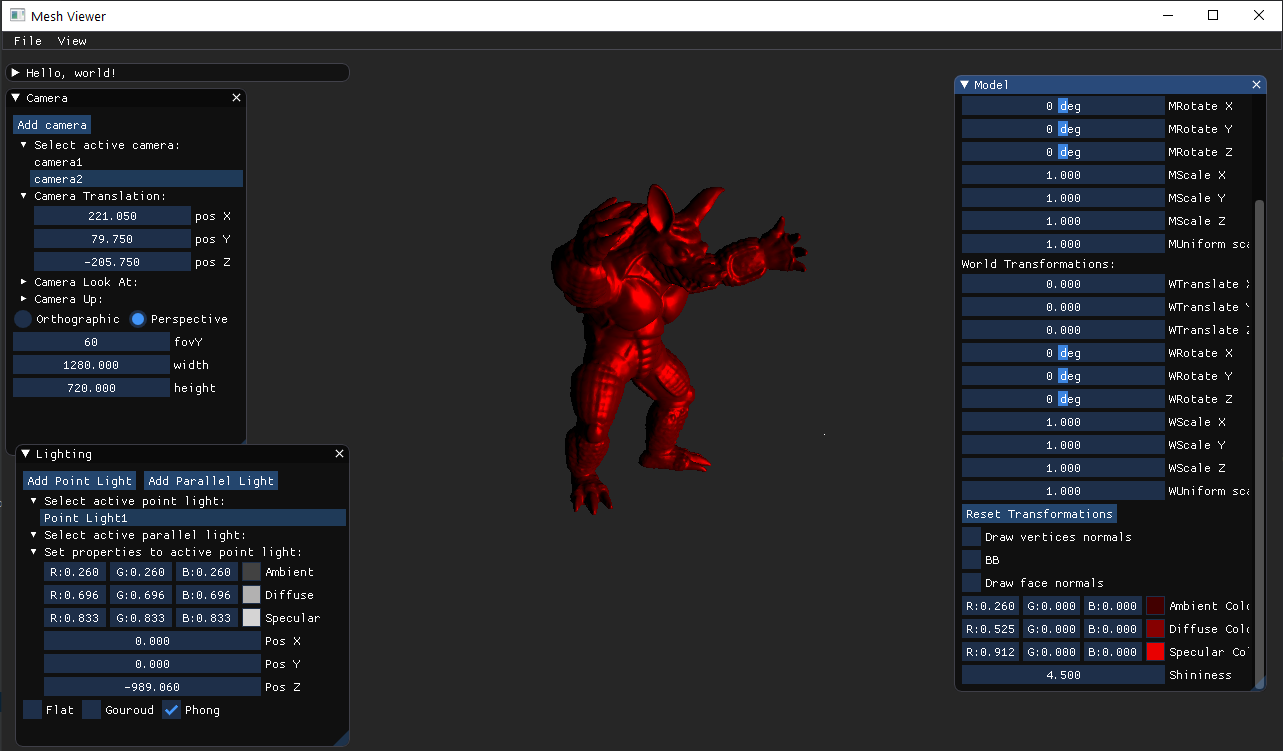 Mesh Viewer
File View
Hello, world!
Camera
Add camera
Select active camera:
camera1
camera2
Camera Translation:
221.050 pos X
79.750 pos Y
-205.750 pos Z
Camera Look At:
Camera Up:
Orthographic Perspective
60 fovY
1280.000 width
720.000 height
Lighting
Add Point Light Add Parallel Light
Select active point light:
Point Light1
Select active parallel light:
Set properties to active point light:
R:0.260 G:0.260 B:0.260 Ambient
R:0.696 G:0.696 B:0.696 Diffuse
R:0.833 G:0.833 B:0.833 Specular
0.000 Pos X
0.000 Pos Y
-989.060 Pos Z
Flat Gouroud Phong
Model
0 deg MRotate X
0 deg MRotate Y
0 deg MRotate Z
1.000 MScale X
1.000 MScale Y
1.000 MScale Z
1.000 MUniform sca
World Transformations:
0.000 WTranslate X
0.000 WTranslate Y
0.000 WTranslate Z
0 deg WRotate X
0 deg WRotate Y
0 deg WRotate Z
1.000 WScale X
1.000 WScale Y
1.000 WScale Z
1.000 WUniform sca
Reset Transformations
Draw vertices normals
BB
Draw face normals
R:0.260 G:0.000 B:0.000 Ambient Colo
R:0.525 G:0.000 B:0.000 Diffuse Colo
R:0.912 G:0.000 B:0.000 Specular Co
4.500 Shininess